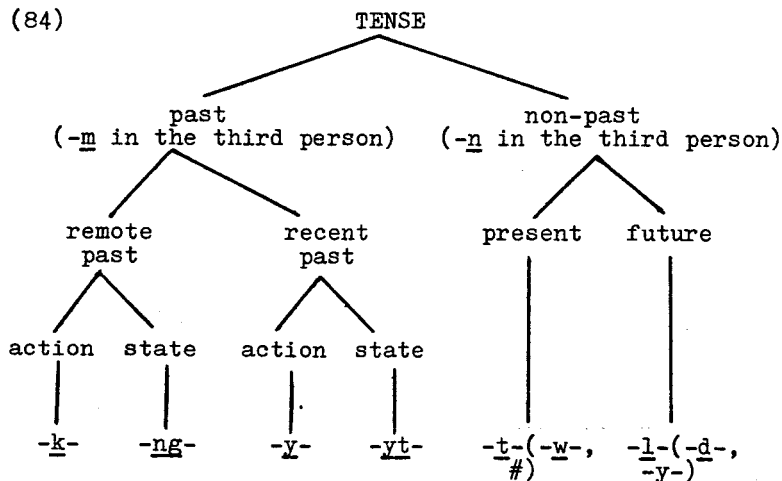 (84) TENSE
past non-past
(-m in the third person) (-n in the third person)
remote recent present future
past past
action state action state
-k- -ng- -y- -yt- -t-(-w-, -l-(-d-,
#) -y-)